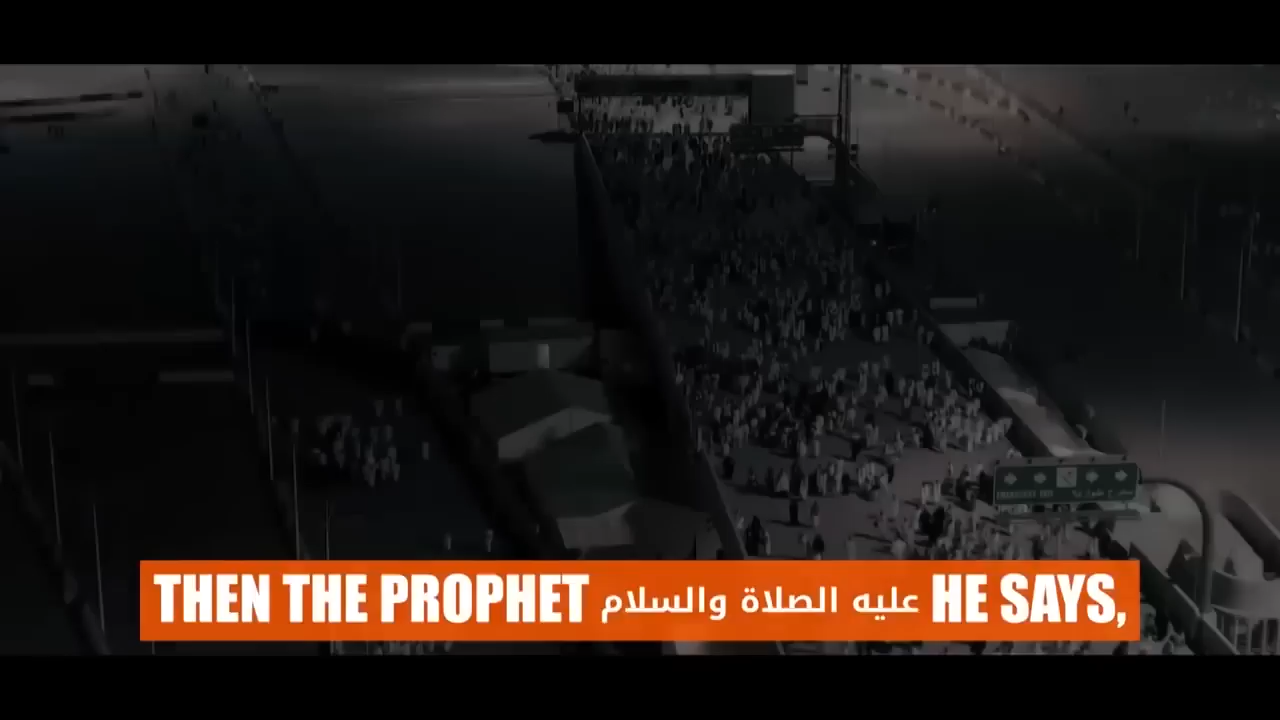 THEN THE PROPHET عليه الصلاة والسلام HE SAYS,